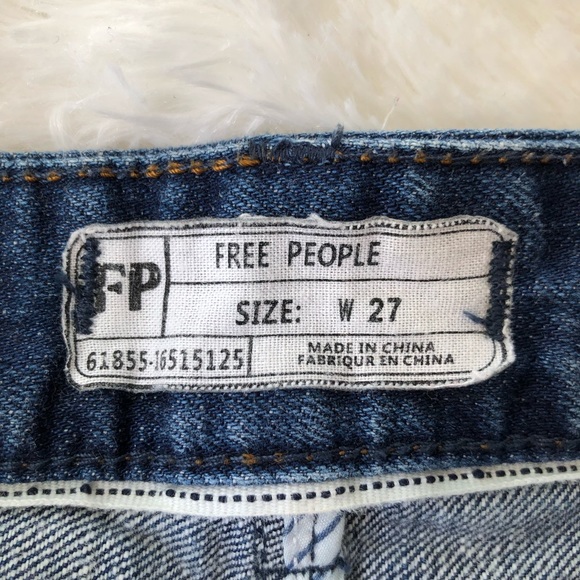 FP
FREE PEOPLE
SIZE: W 27
61855-16515125
MADE IN CHINA
FABRIQUR EN CHINA